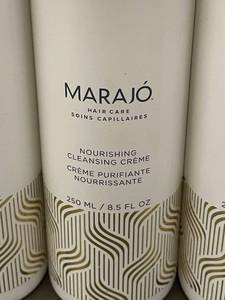 MARAJÓ
HAIR CARE
SOINS CAPILLAIRES
NOURISHING
CLEANSING CRÈME
CRÈME PURIFIANTE
NOURRISSANTE
250 ML / 8.5 FL OZ